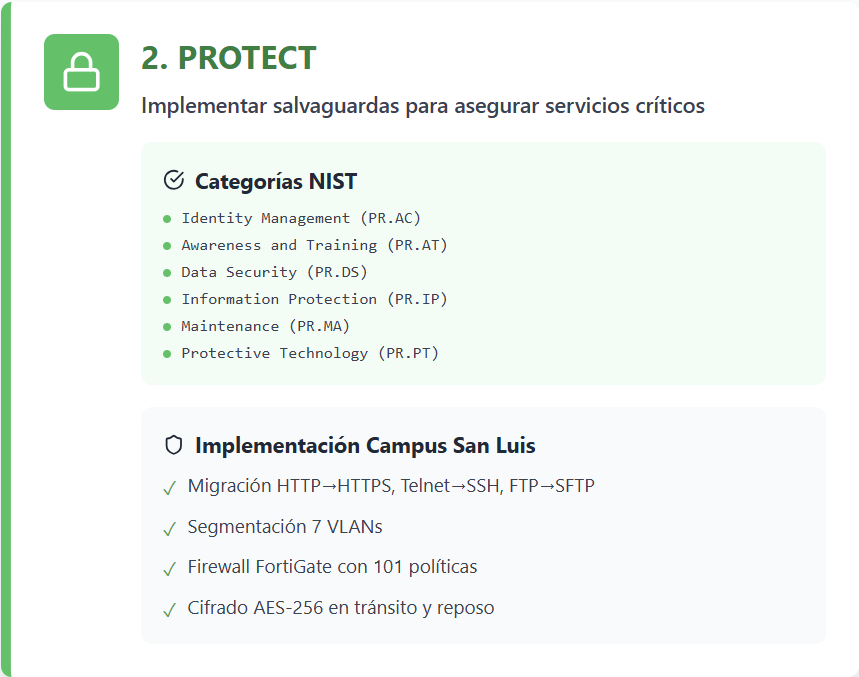 2. PROTECT
Implementar salvaguardas para asegurar servicios críticos
Categorías NIST
Identity Management (PR.AC)
Awareness and Training (PR.AT)
Data Security (PR.DS)
Information Protection (PR.IP)
Maintenance (PR.MA)
Protective Technology (PR.PT)
Implementación Campus San Luis
✓ Migración HTTP→HTTPS, Telnet→SSH, FTP→SFTP
✓ Segmentación 7 VLANs
✓ Firewall FortiGate con 101 políticas
✓ Cifrado AES-256 en tránsito y reposo